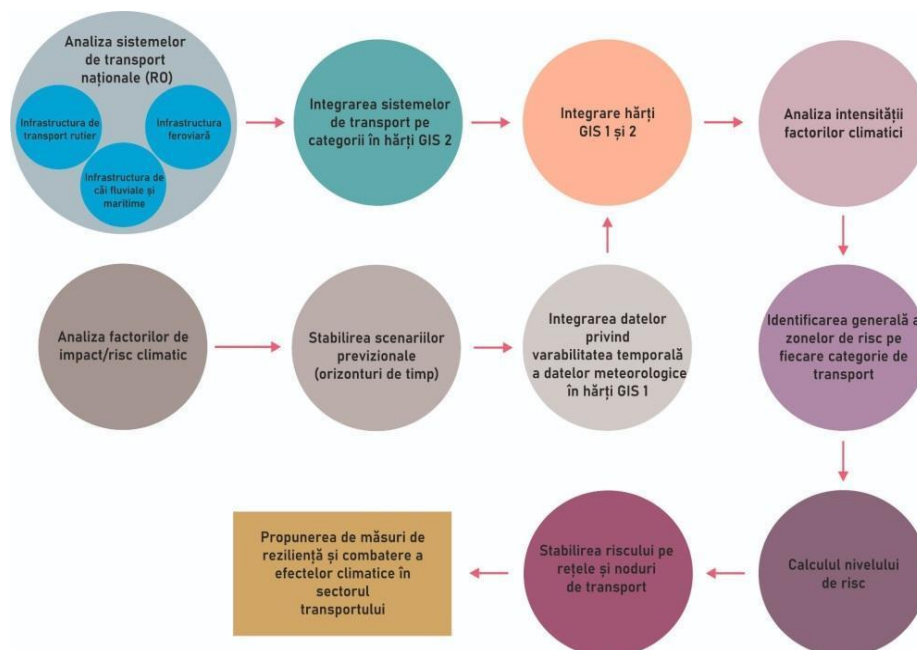 Analiza sistemelor
de transport
naționale (RO)
Infrastructura de
transport rutier
Infrastructura
feroviară
Infrastructura de
căi fluviale și
maritime
Integrarea sistemelor
de transport pe
categorii în hărți GIS 2
Integrare hărți
GIS 1 și 2
Analiza intensității
factorilor climatici
Analiza factorilor de
impact/risc climatic
Stabilirea scenariilor
previzionale
(orizonturi de timp)
Integrarea datelor
privind
varabilitatea temporală
a datelor meteorologice
în hărți GIS 1
Identificarea generală a
zonelor de risc pe
fiecare categorie de
transport
Propunerea de măsuri de
reziliență și combatere a
efectelor climatice în
sectorul
transportului
Stabilirea riscului pe
rețele și noduri
de transport
Calculul nivelului
de risc